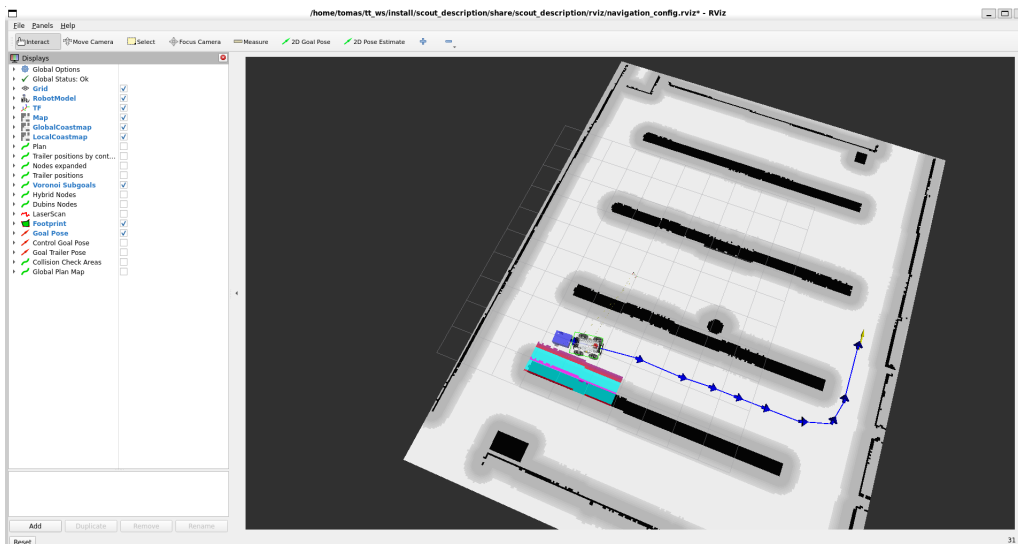 /home/tomas/tt_ws/install/scout_description/share/scout_description/rviz/navigation_config.rviz* - RViz
File Panels Help
Interact Move Camera Select Focus Camera Measure 2D Goal Pose 2D Pose Estimate
Displays
Global Options
Global Status: Ok
Grid
RobotModel
TF
Map
GlobalCoastmap
LocalCoastmap
Plan
Trailer positions by cont...
Nodes expanded
Trailer positions
Voronoi Subgoals
Hybrid Nodes
Dubins Nodes
LaserScan
Footprint
Goal Pose
Control Goal Pose
Goal Trailer Pose
Collision Check Areas
Global Plan Map
Add Duplicate Remove Rename
Reset
31